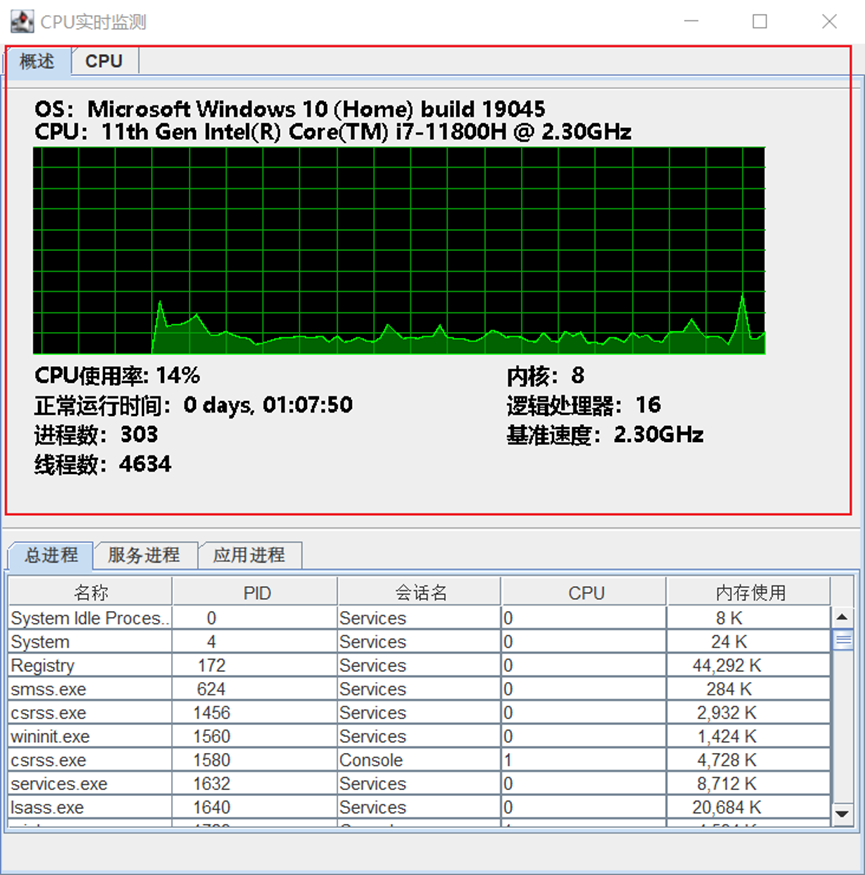 CPU实时监测
概述 CPU
OS: Microsoft Windows 10 (Home) build 19045
CPU: 11th Gen Intel(R) Core(TM) i7-11800H @ 2.30GHz
CPU使用率: 14% 内核: 8
正常运行时间: 0 days, 01:07:50 逻辑处理器: 16
进程数: 303 基准速度: 2.30GHz
线程数: 4634
总进程 服务进程 应用进程
名称 PID 会话名 CPU 内存使用
System Idle Proces... 0 Services 0 8 K
System 4 Services 0 24 K
Registry 172 Services 0 44,292 K
smss.exe 624 Services 0 284 K
csrss.exe 1456 Services 0 2,932 K
wininit.exe 1560 Services 0 1,424 K
csrss.exe 1580 Console 1 4,728 K
services.exe 1632 Services 0 8,712 K
lsass.exe 1640 Services 0 20,684 K